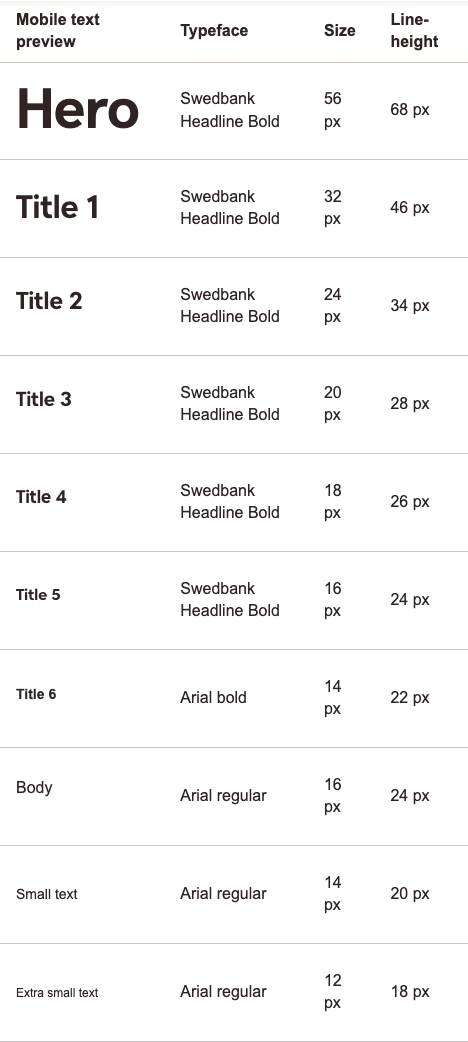 Mobile text preview Typeface Size Line-height
Hero Swedbank Headline Bold 56 px 68 px
Title 1 Swedbank Headline Bold 32 px 46 px
Title 2 Swedbank Headline Bold 24 px 34 px
Title 3 Swedbank Headline Bold 20 px 28 px
Title 4 Swedbank Headline Bold 18 px 26 px
Title 5 Swedbank Headline Bold 16 px 24 px
Title 6 Arial bold 14 px 22 px
Body Arial regular 16 px 24 px
Small text Arial regular 14 px 20 px
Extra small text Arial regular 12 px 18 px